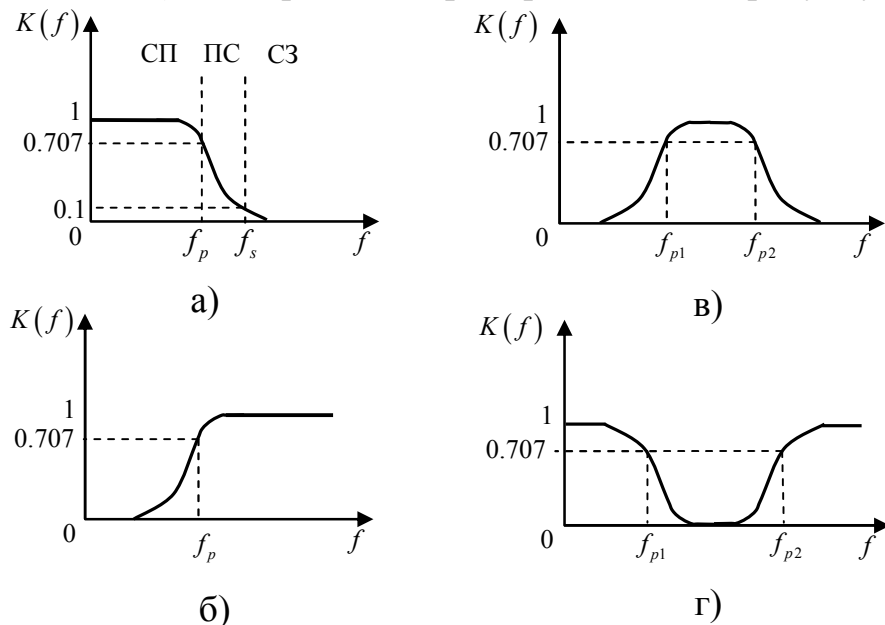 K(f)
СП ПС СЗ
1
0.707
0.1
0
f_p f_s f
а)
K(f)
1
0.707
0
f_p1 f_p2 f
в)
K(f)
1
0.707
0
f_p f
б)
K(f)
1
0.707
0
f_p1 f_p2 f
г)